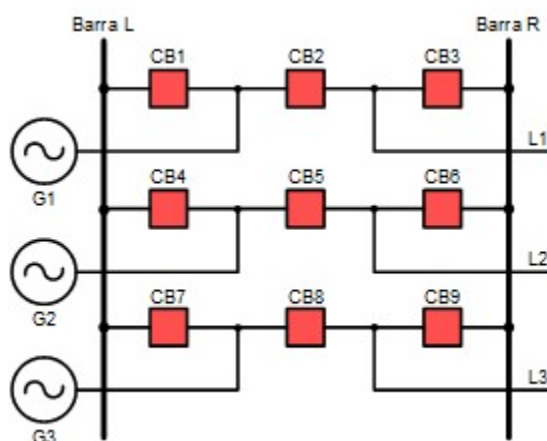 Barra L
Barra R
CB1
CB2
CB3
L1
G1
CB4
CB5
CB6
L2
G2
CB7
CB8
CB9
L3
G3